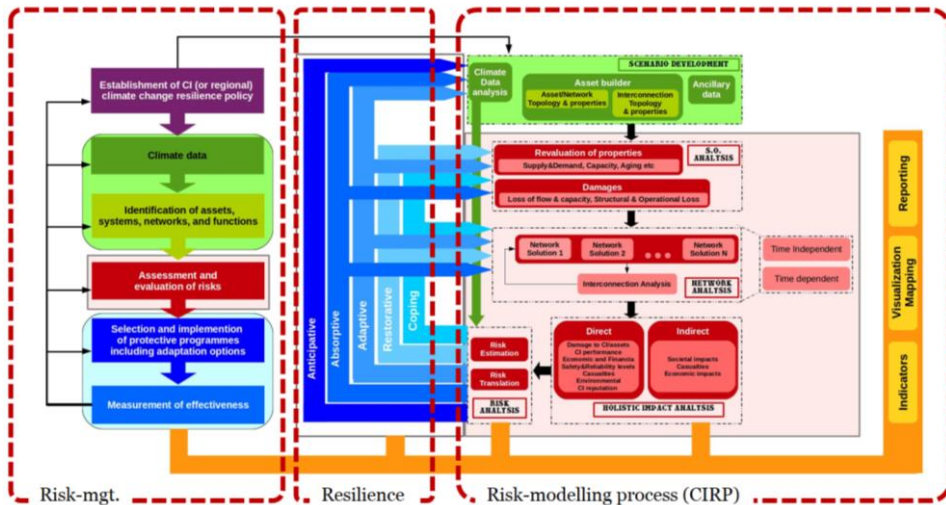 Establishment of CI (or regional)
climate change resilience policy
Climate data
Identification of assets,
systems, networks, and functions
Assessment and
evaluation of risks
Selection and implemention
of protective programmes
including adaptation options
Measurement of effectiveness
Risk-mgt.
Anticipative
Absorptive
Adaptive
Restorative
Coping
Resilience
SCENARIO DEVELOPMENT
Climate
Data
analysis
Asset builder
Asset/Network
Topology & properties
Interconnection
Topology
& properties
Ancillary
data
Revaluation of properties
Supply&Demand, Capacity, Aging etc
S.O.
ANALYSIS
Damages
Loss of flow & capacity, Structural & Operational Loss
Network
Solution 1
Network
Solution 2
Network
Solution N
Interconnection Analysis
NETWORK
ANALYSIS
Time Independent
Time dependent
Risk
Estimation
Risk
Translation
RISK
ANALYSIS
Direct
Damage to CI/assets
CI performance
Economic and Financia
Safety&Reliability levels
Casualties
Environmental
CI reputation
Indirect
Societal impacts
Casualties
Economic impacts
HOLISTIC IMPACT ANALYSIS
Reporting
Visualization
Mapping
Indicators
Risk-modelling process (CIRP)